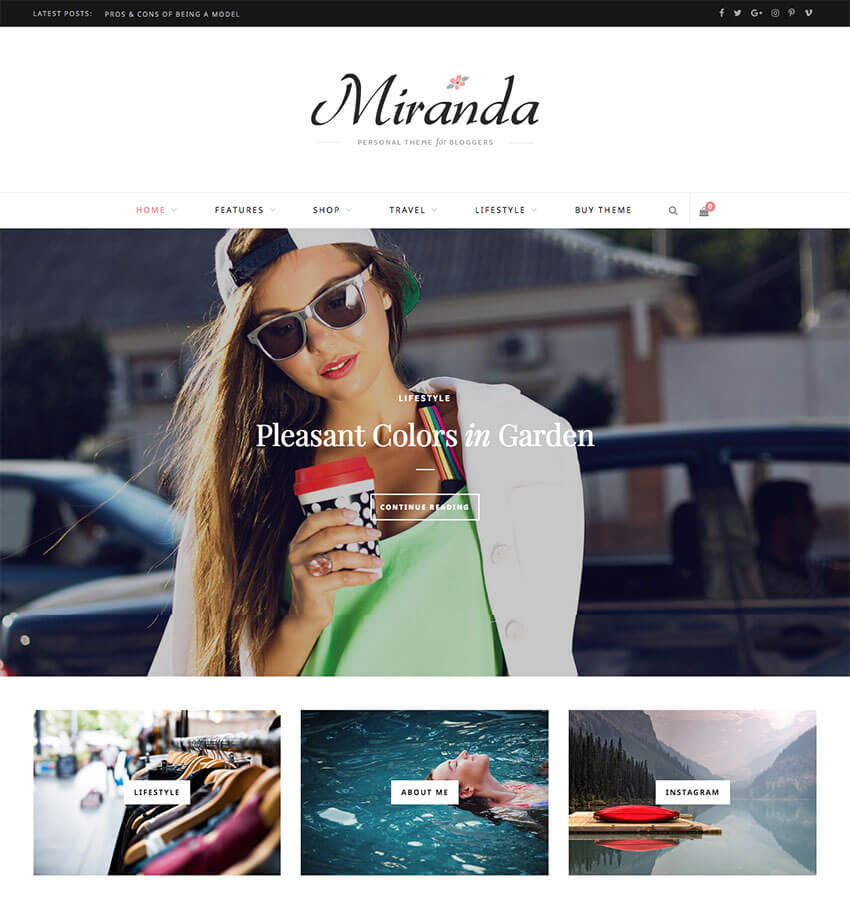 LATEST POSTS: PROS & CONS OF BEING A MODEL
Miranda
PERSONAL THEME for BLOGGERS
HOME FEATURES SHOP TRAVEL LIFESTYLE BUY THEME 0
LIFESTYLE
Pleasant Colors in Garden
CONTINUE READING
LIFESTYLE ABOUT ME INSTAGRAM